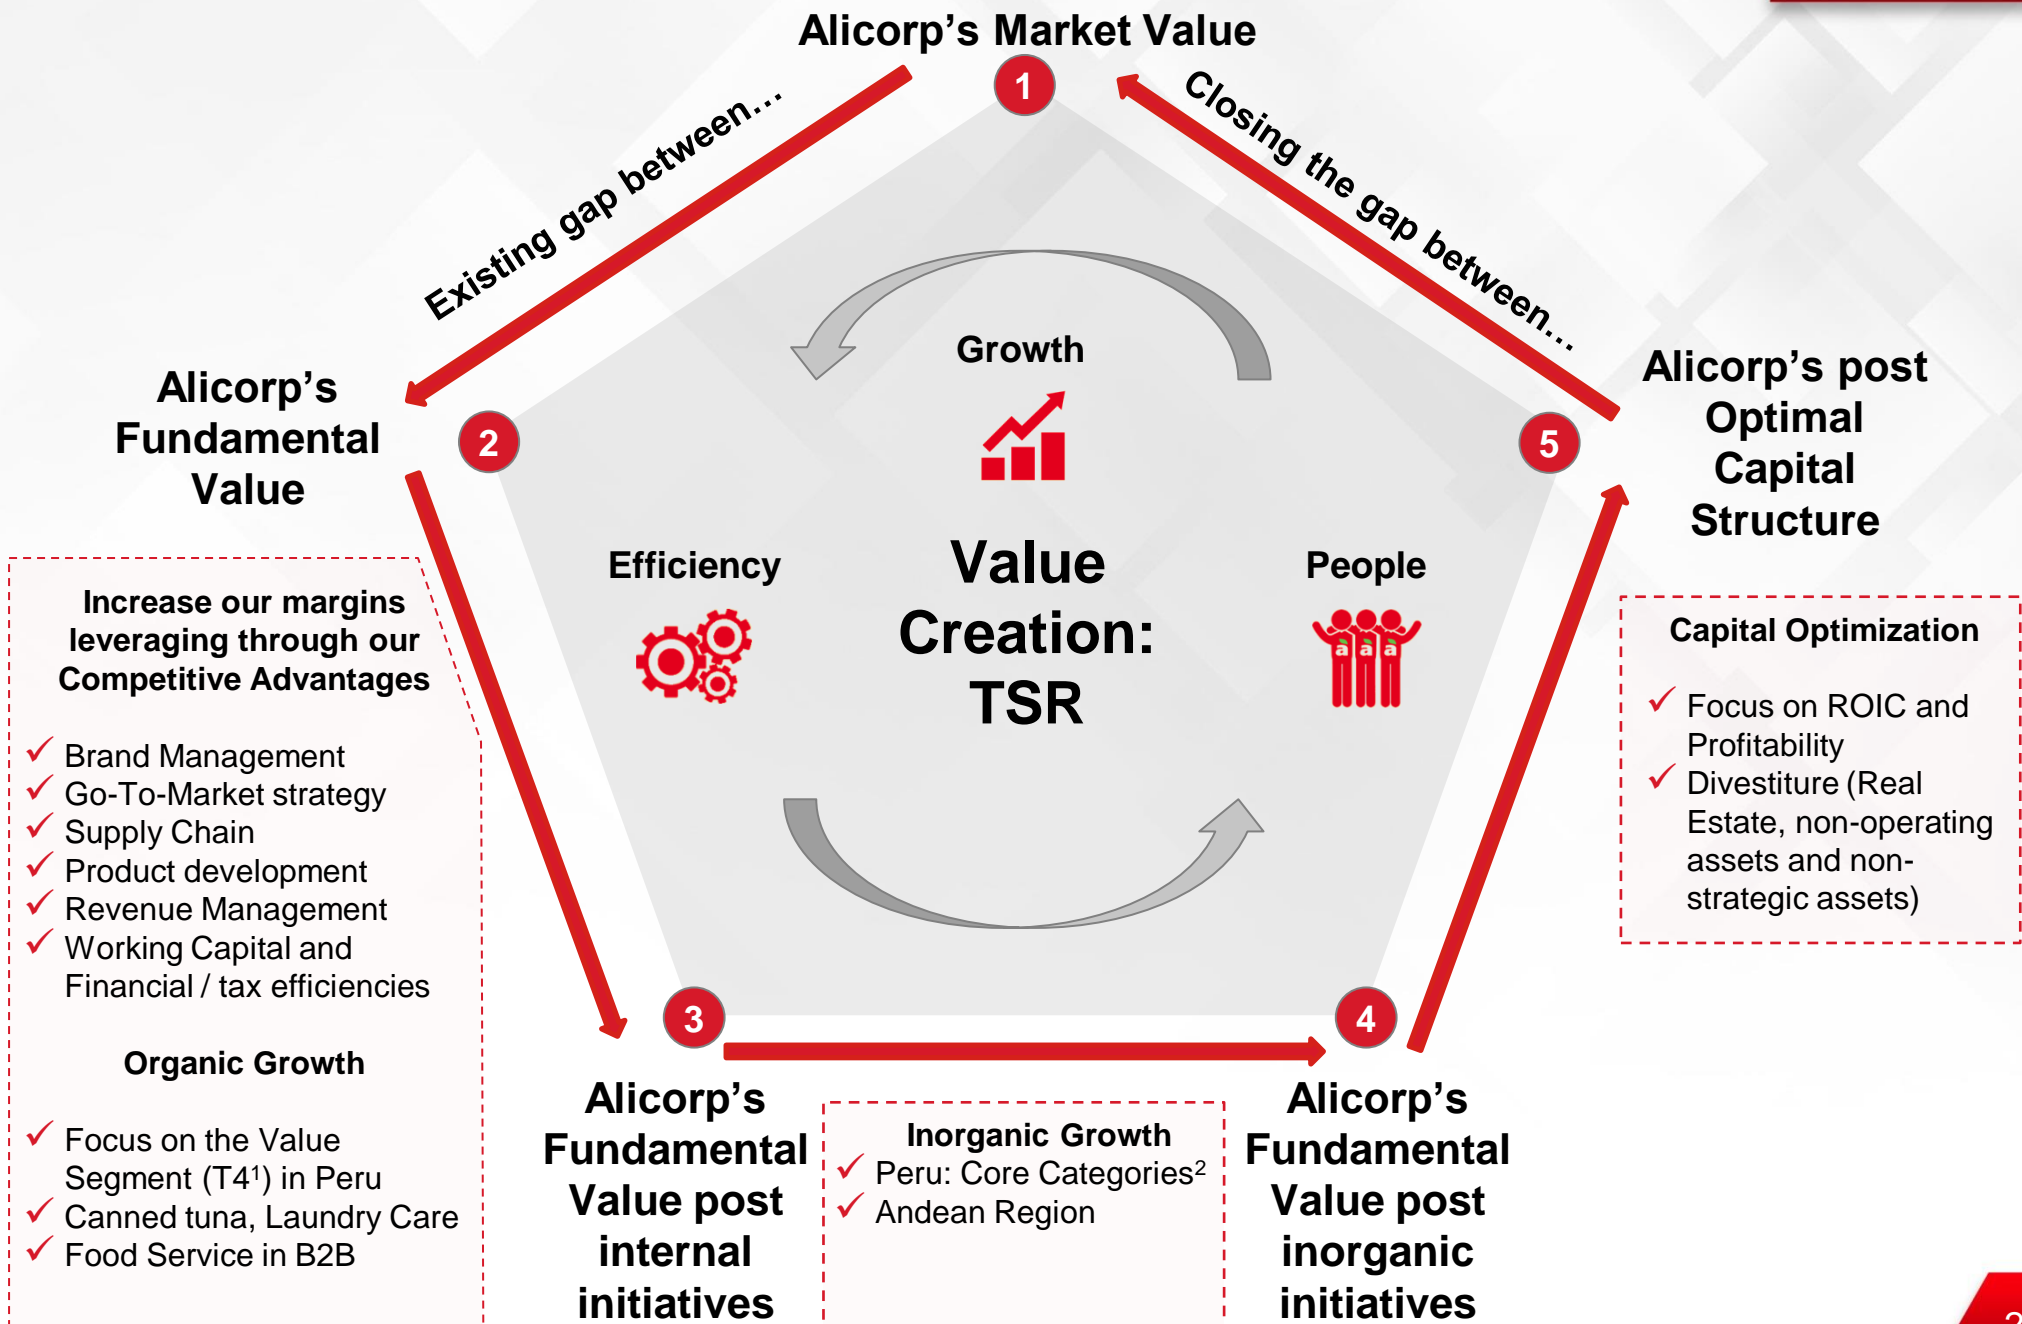 Alicorp's Market Value
1
Existing gap between…
Closing the gap between…
Alicorp's
Fundamental
Value
2
Growth
5
Alicorp's post
Optimal
Capital
Structure
Efficiency
Value
Creation:
TSR
People
a a a
Increase our margins
leveraging through our
Competitive Advantages
✓ Brand Management
✓ Go-To-Market strategy
✓ Supply Chain
✓ Product development
✓ Revenue Management
✓ Working Capital and
Financial / tax efficiencies
Organic Growth
✓ Focus on the Value
Segment (T4¹) in Peru
✓ Canned tuna, Laundry Care
✓ Food Service in B2B
Capital Optimization
✓ Focus on ROIC and
Profitability
✓ Divestiture (Real
Estate, non-operating
assets and non-
strategic assets)
3
4
Alicorp's
Fundamental
Value post
internal
initiatives
Inorganic Growth
✓ Peru: Core Categories²
✓ Andean Region
Alicorp's
Fundamental
Value post
inorganic
initiatives